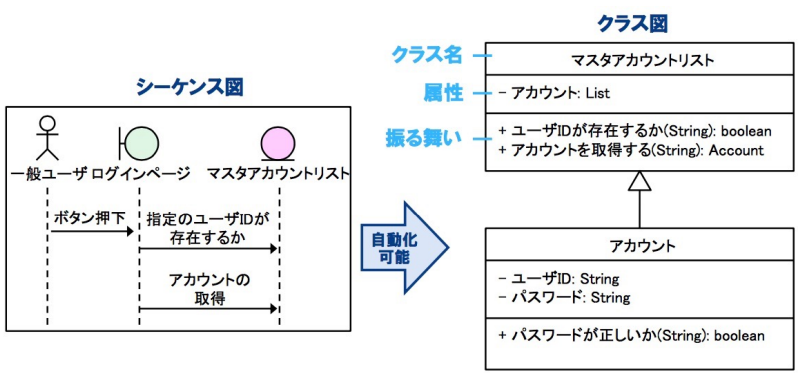 シーケンス図
一般ユーザ
ログインページ
マスタアカウントリスト
ボタン押下
指定のユーザIDが
存在するか
アカウントの
取得
自動化
可能
クラス図
クラス名
マスタアカウントリスト
属性
- アカウント: List
振る舞い
+ ユーザIDが存在するか(String): boolean
+ アカウントを取得する(String): Account
アカウント
- ユーザID: String
- パスワード: String
+ パスワードが正しいか(String): boolean